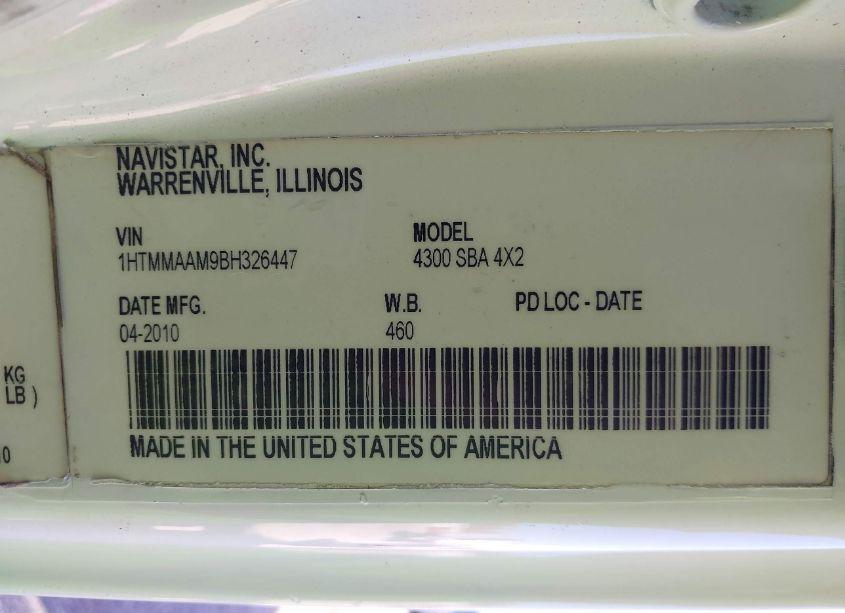 NAVISTAR, INC.
WARRENVILLE, ILLINOIS
VIN MODEL
1HTMMAAM9BH326447 4300 SBA 4X2
DATE MFG. W.B. PD LOC - DATE
04-2010 460
KG
LB )
MADE IN THE UNITED STATES OF AMERICA